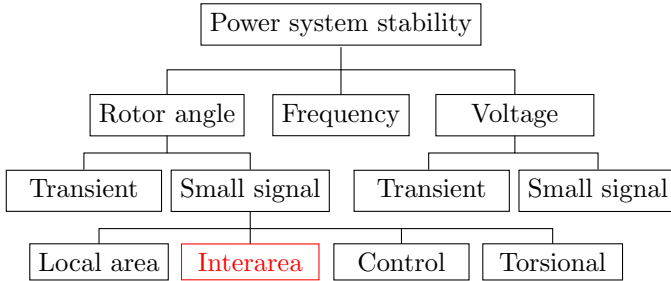 Power system stability
Rotor angle
Frequency
Voltage
Transient
Small signal
Transient
Small signal
Local area
Interarea
Control
Torsional